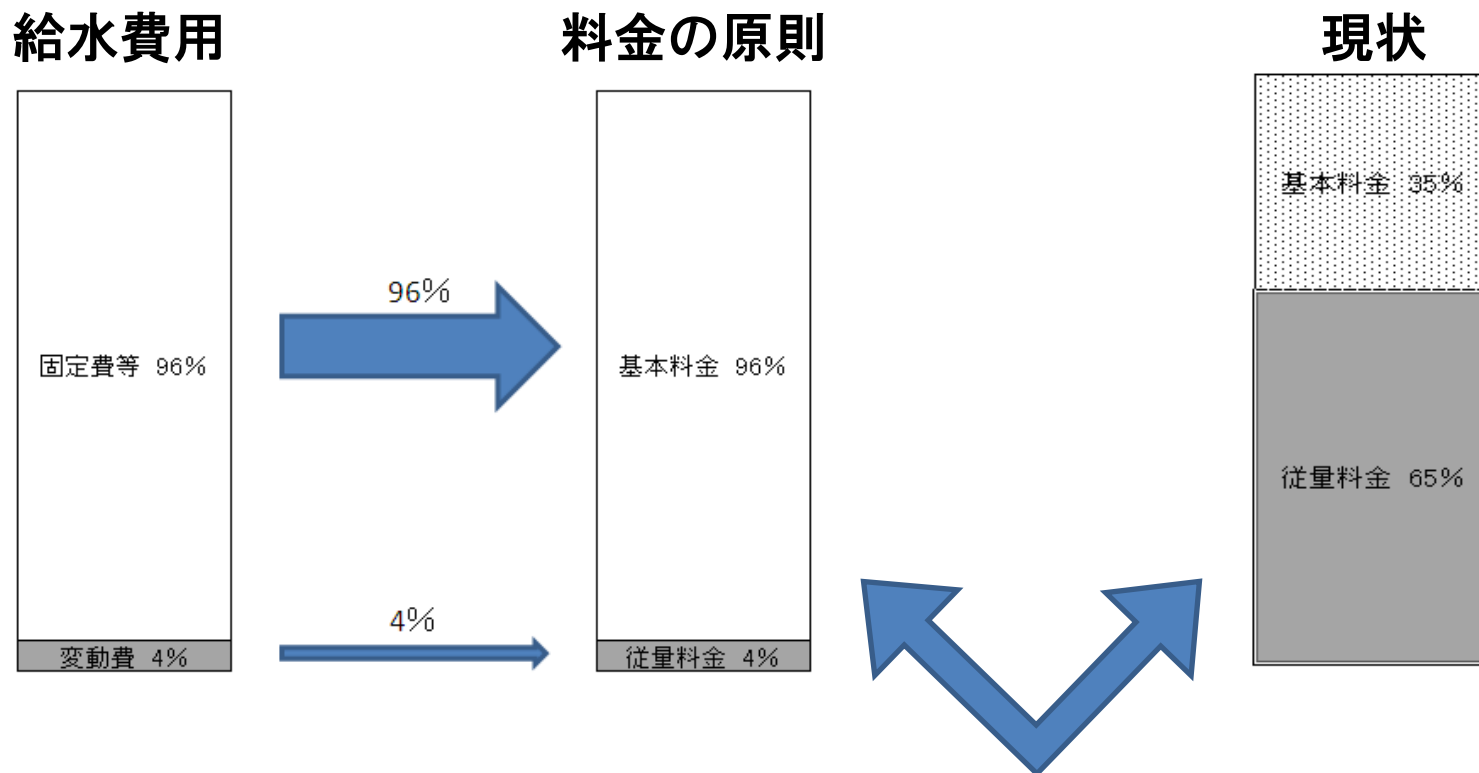 給水費用
料金の原則
現状
固定費等 96%
変動費 4%
96%
4%
基本料金 96%
従量料金 4%
基本料金 35%
従量料金 65%